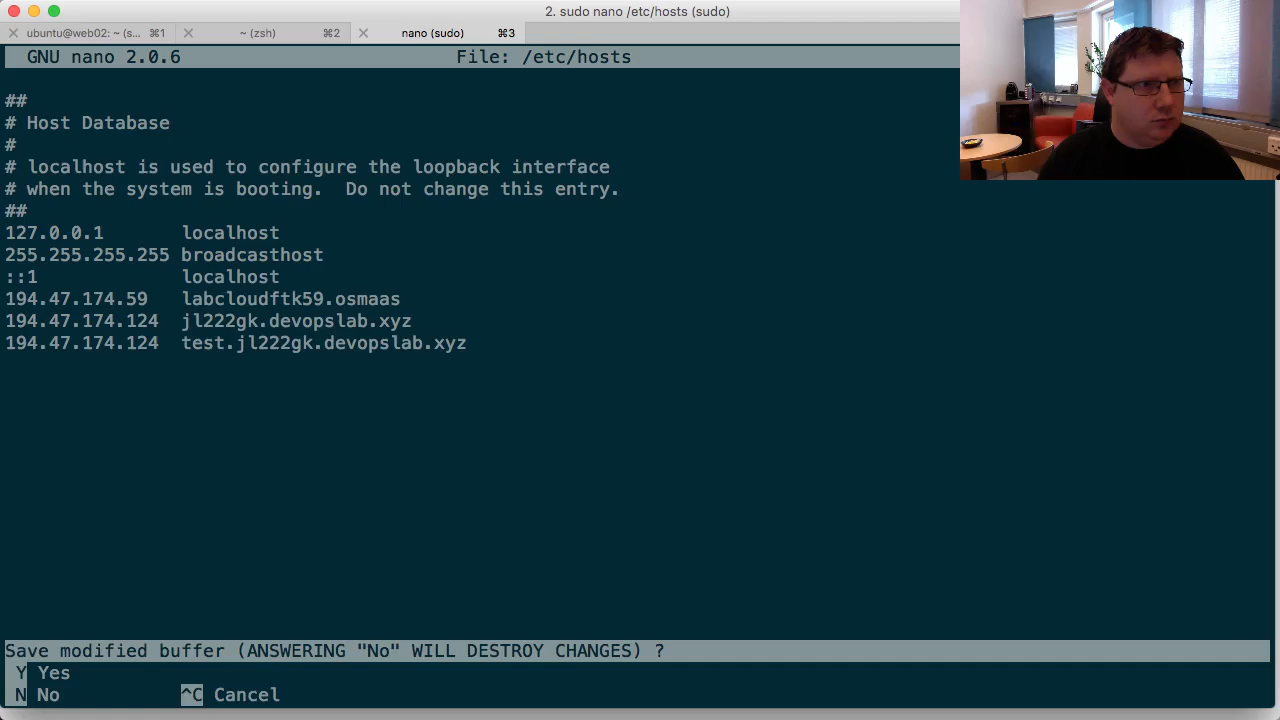 2. sudo nano /etc/hosts (sudo)
ubuntu@web02: ~ (s... ⌘1 ~ (zsh) ⌘2 nano (sudo) ⌘3
GNU nano 2.0.6 File: /etc/hosts
##
# Host Database
#
# localhost is used to configure the loopback interface
# when the system is booting.  Do not change this entry.
##
127.0.0.1 localhost
255.255.255.255 broadcasthost
::1 localhost
194.47.174.59 labcloudftk59.osmaas
194.47.174.124 jl222gk.devopslab.xyz
194.47.174.124 test.jl222gk.devopslab.xyz
Save modified buffer (ANSWERING "No" WILL DESTROY CHANGES) ?
Y Yes
N No ^C Cancel